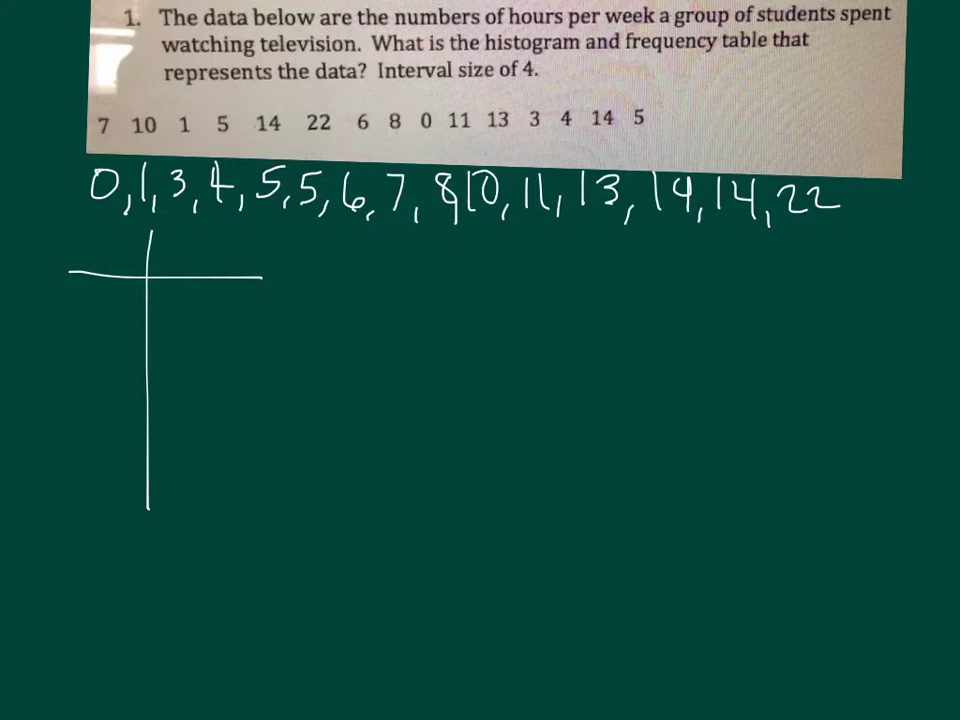 1. The data below are the numbers of hours per week a group of students spent
watching television. What is the histogram and frequency table that
represents the data? Interval size of 4.
7 10 1 5 14 22 6 8 0 11 13 3 4 14 5
0,1,3,4,5,5,6,7,8,10,11,13,14,14,22